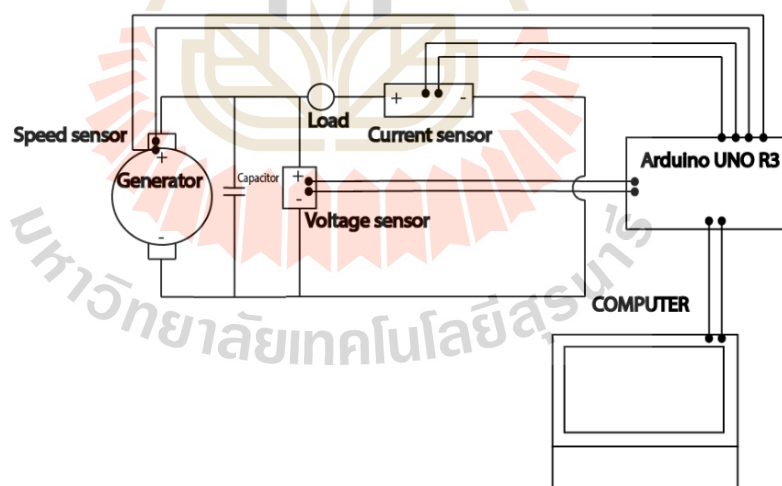 Load
Speed sensor
Current sensor
Arduino UNO R3
+
-
+
Generator
Capacitor
+
-
Voltage sensor
-
COMPUTER
มหาวิทยาลัยเทคโนโลยีสุรนารี